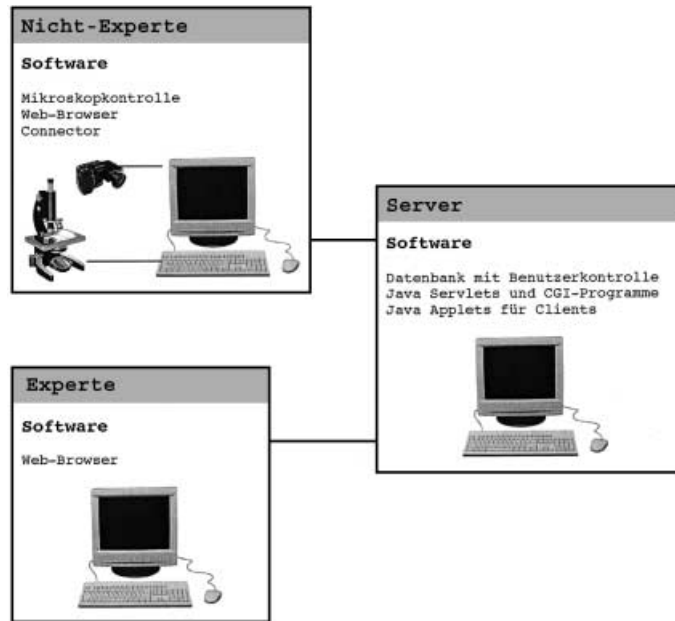 Nicht-Experte
Software
Mikroskopkontrolle
Web-Browser
Connector
Server
Software
Datenbank mit Benutzerkontrolle
Java Servlets und CGI-Programme
Java Applets für Clients
Experte
Software
Web-Browser